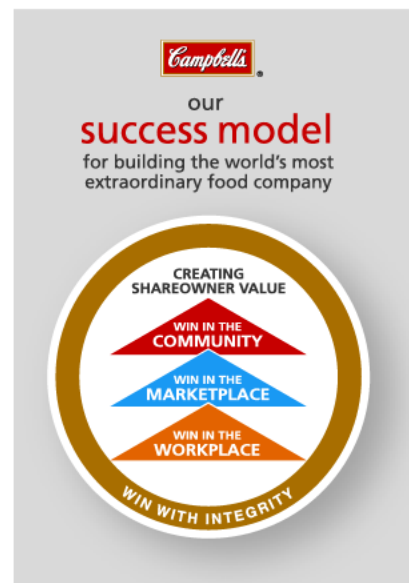 Campbell's®
our
success model
for building the world's most
extraordinary food company
CREATING
SHAREOWNER VALUE
WIN IN THE
COMMUNITY
WIN IN THE
MARKETPLACE
WIN IN THE
WORKPLACE
WIN WITH INTEGRITY